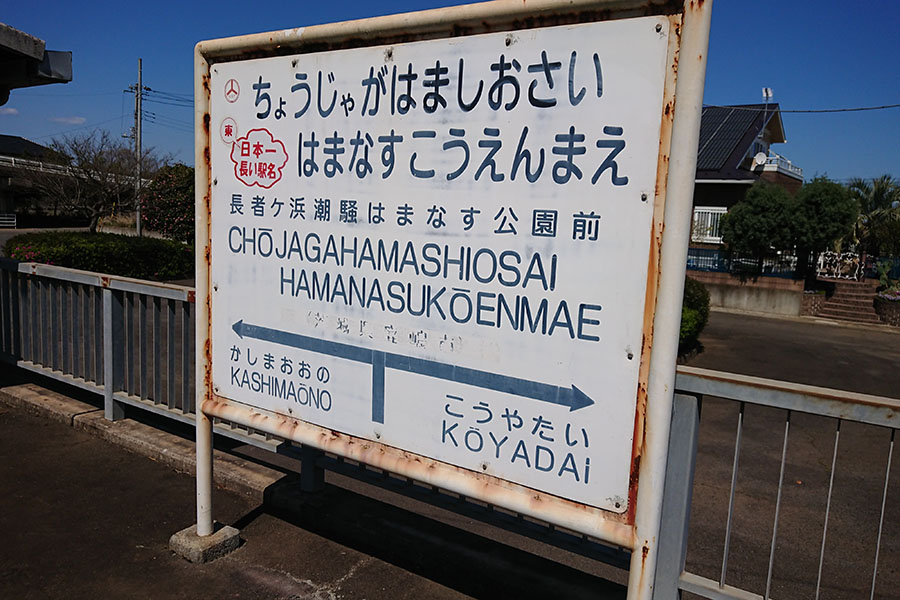 ちょうじゃがはましおさい
東
日本一
長い駅名
はまなすこうえんまえ
長者ケ浜潮騒はまなす公園前
CHŌJAGAHAMASHIOSAI
HAMANASUKŌENMAE
かしまおおの
KASHIMAŌNO
こうやたい
KŌYADAi